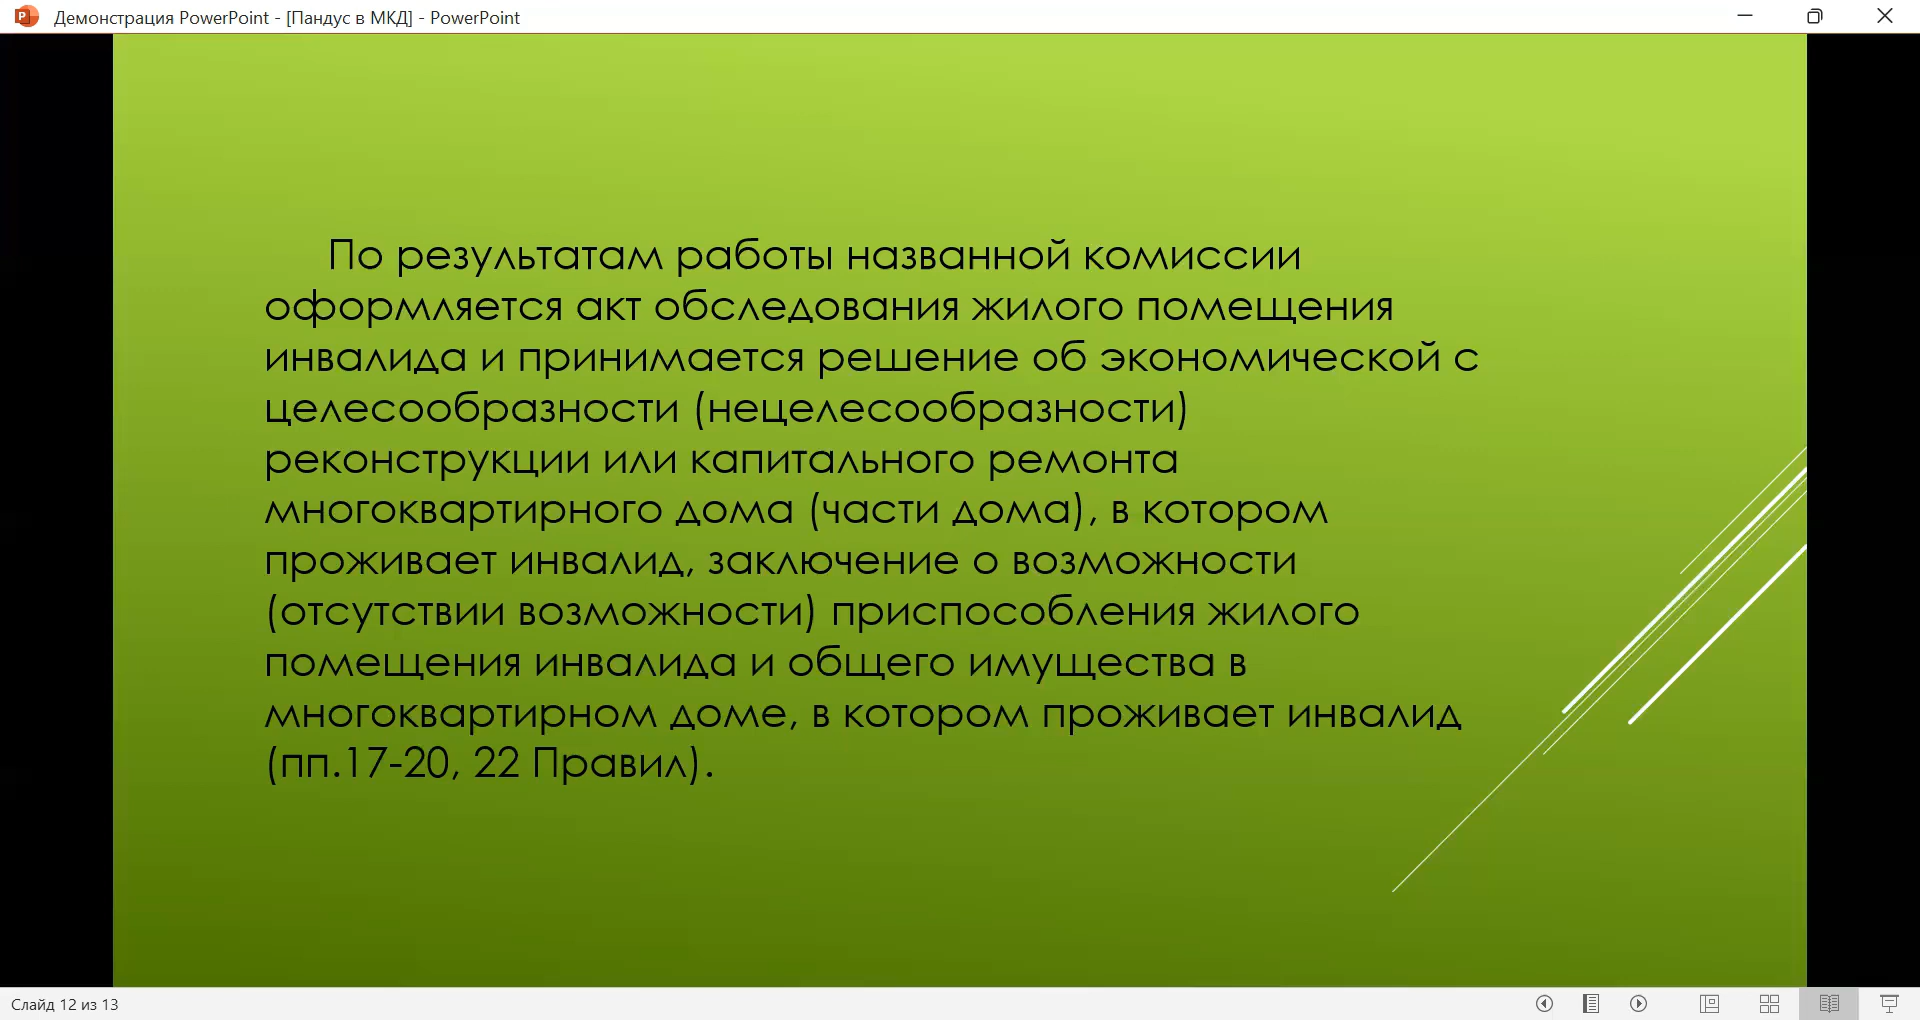 Демонстрация PowerPoint - [Пандус в МКД] - PowerPoint
По результатам работы названной комиссии
оформляется акт обследования жилого помещения
инвалида и принимается решение об экономической с
целесообразности (нецелесообразности)
реконструкции или капитального ремонта
многоквартирного дома (части дома), в котором
проживает инвалид, заключение о возможности
(отсутствии возможности) приспособления жилого
помещения инвалида и общего имущества в
многоквартирном доме, в котором проживает инвалид
(пп.17-20, 22 Правил).
Слайд 12 из 13